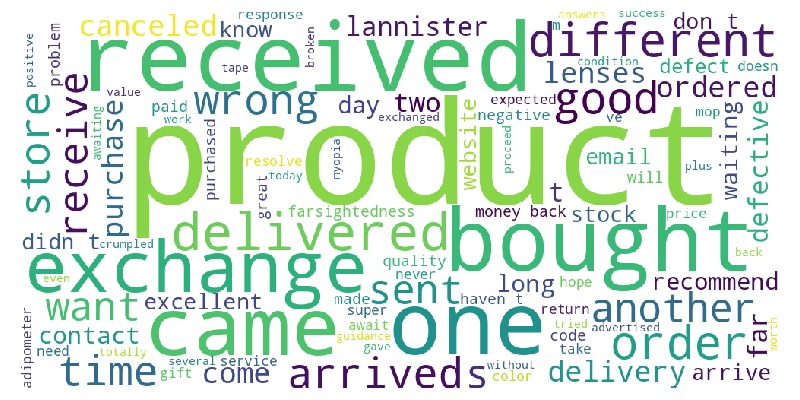 canceled know response lannister answers success don t
positive problem received broken m different
tape condition doesn
value lenses defect ordered
store receive awaiting purchase paid work wrong day two expected negative exchanged good ve mop
product
purchased resolve today great myopia website proceed email will plus waiting defective
t
farsightedness money back stock price
didn t crumpled delivered bought
exchange quality never back
even sent long hope recommend
want excellent made super haven t return another
contact came await guidance gave one code tried take advertised order far worth
adipometer need totally
time several service gift come arriveds without color delivery arrive